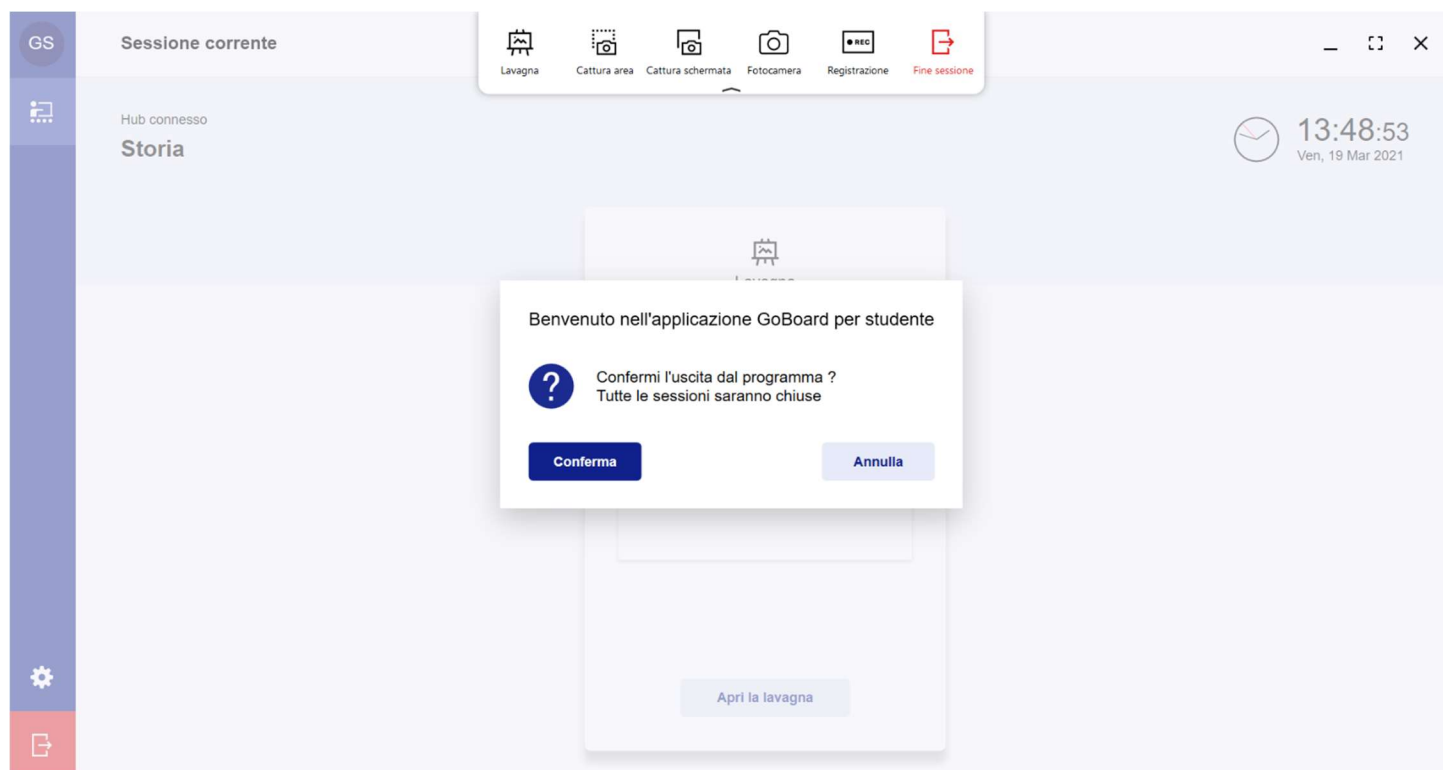 GS
Sessione corrente
Lavagna
Cattura area
Cattura schermata
Fotocamera
REC
Registrazione
Fine sessione
Hub connesso
Storia
13:48:53
Ven, 19 Mar 2021
Lavagna
Benvenuto nell'applicazione GoBoard per studente
?
Confermi l'uscita dal programma ?
Tutte le sessioni saranno chiuse
Conferma
Annulla
Apri la lavagna